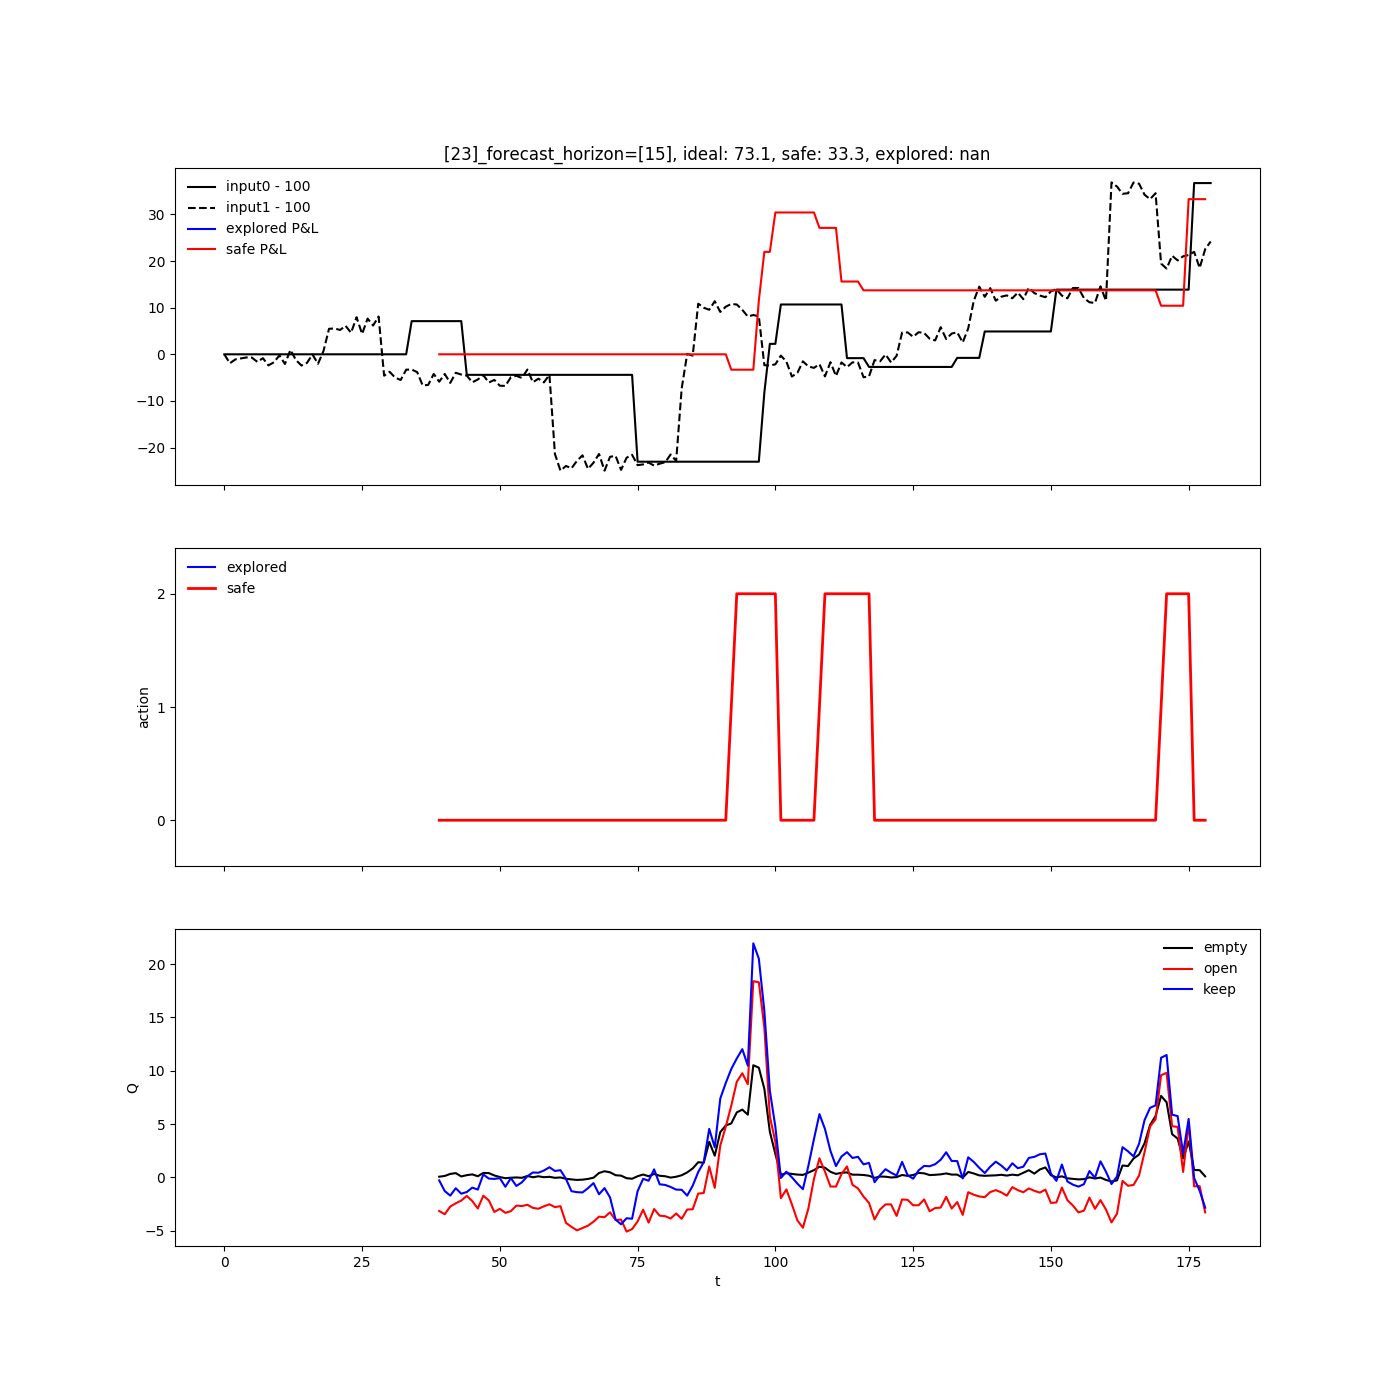 [23]_forecast_horizon=[15], ideal: 73.1, safe: 33.3, explored: nan
input0 - 100
input1 - 100
explored P&L
safe P&L
30
20
10
0
−10
−20
explored
safe
2
1
0
action
empty
open
keep
20
15
10
5
0
−5
Q
0 25 50 75 100 125 150 175
t